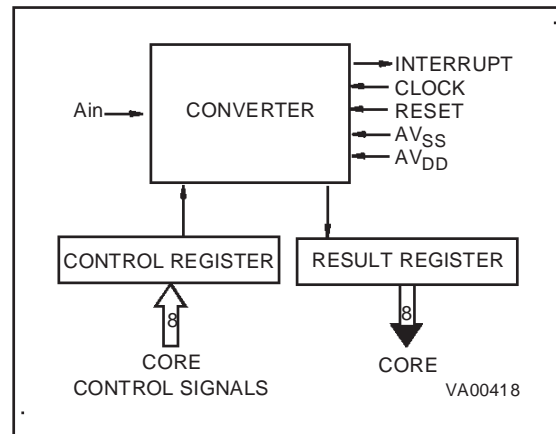 INTERRUPT
CLOCK
Ain
CONVERTER
RESET
AVSS
AVDD
CONTROL REGISTER
RESULT REGISTER
8
8
CORE
CONTROL SIGNALS
CORE
VA00418